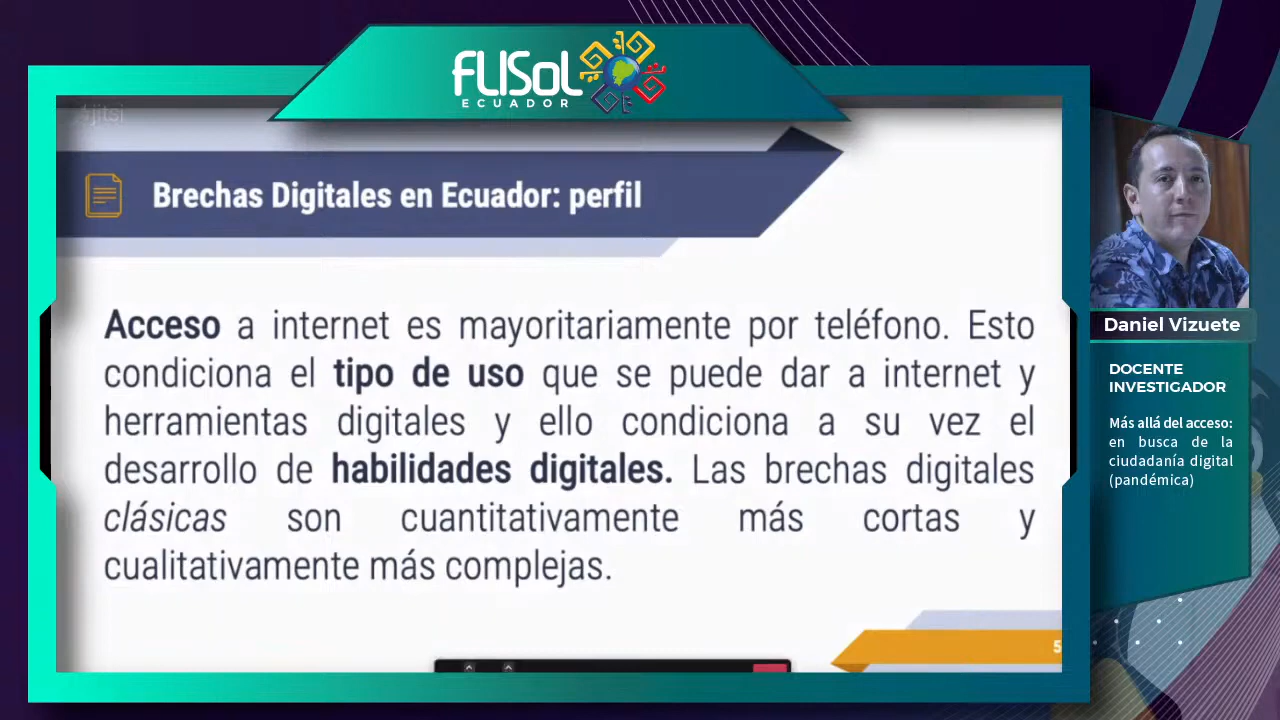 FLISoL
ECUADOR
jitsi
Brechas Digitales en Ecuador: perfil
Acceso a internet es mayoritariamente por teléfono. Esto
condiciona el tipo de uso que se puede dar a internet y
herramientas digitales y ello condiciona a su vez el
desarrollo de habilidades digitales. Las brechas digitales
clásicas son cuantitativamente más cortas y
cualitativamente más complejas.
5
Daniel Vizuete
DOCENTE
INVESTIGADOR
Más allá del acceso:
en busca de la
ciudadanía digital
(pandémica)